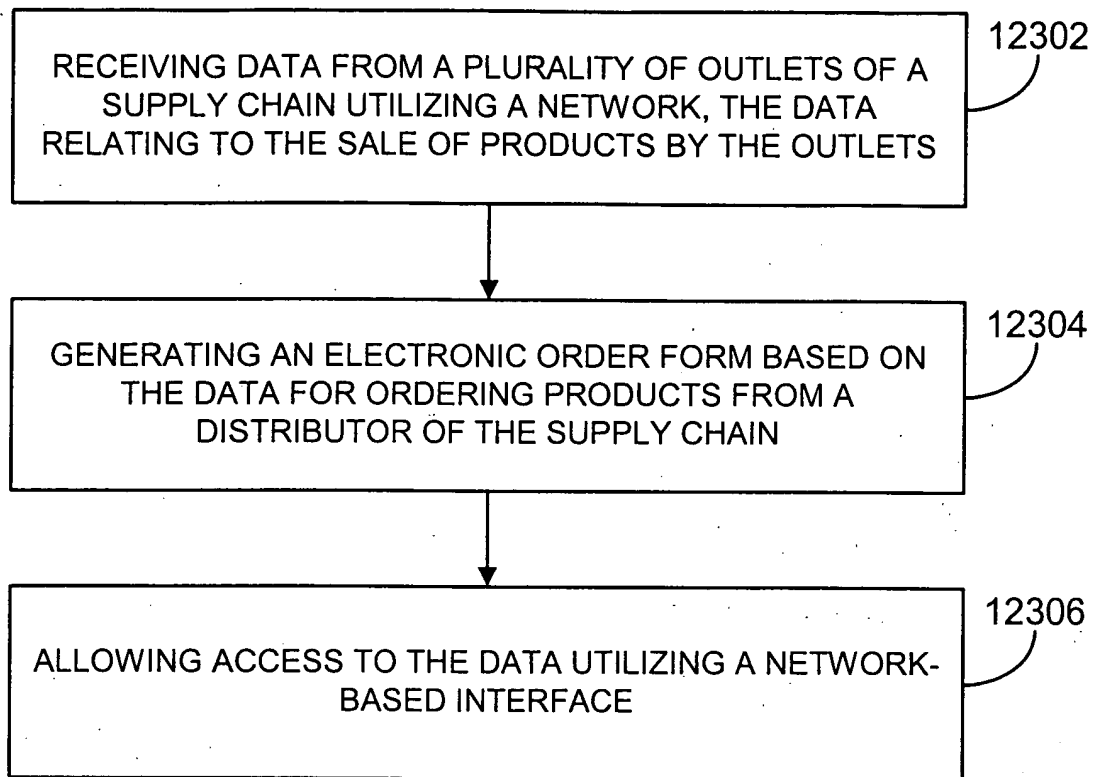 12302
RECEIVING DATA FROM A PLURALITY OF OUTLETS OF A
SUPPLY CHAIN UTILIZING A NETWORK, THE DATA
RELATING TO THE SALE OF PRODUCTS BY THE OUTLETS
12304
GENERATING AN ELECTRONIC ORDER FORM BASED ON
THE DATA FOR ORDERING PRODUCTS FROM A
DISTRIBUTOR OF THE SUPPLY CHAIN
12306
ALLOWING ACCESS TO THE DATA UTILIZING A NETWORK-
BASED INTERFACE